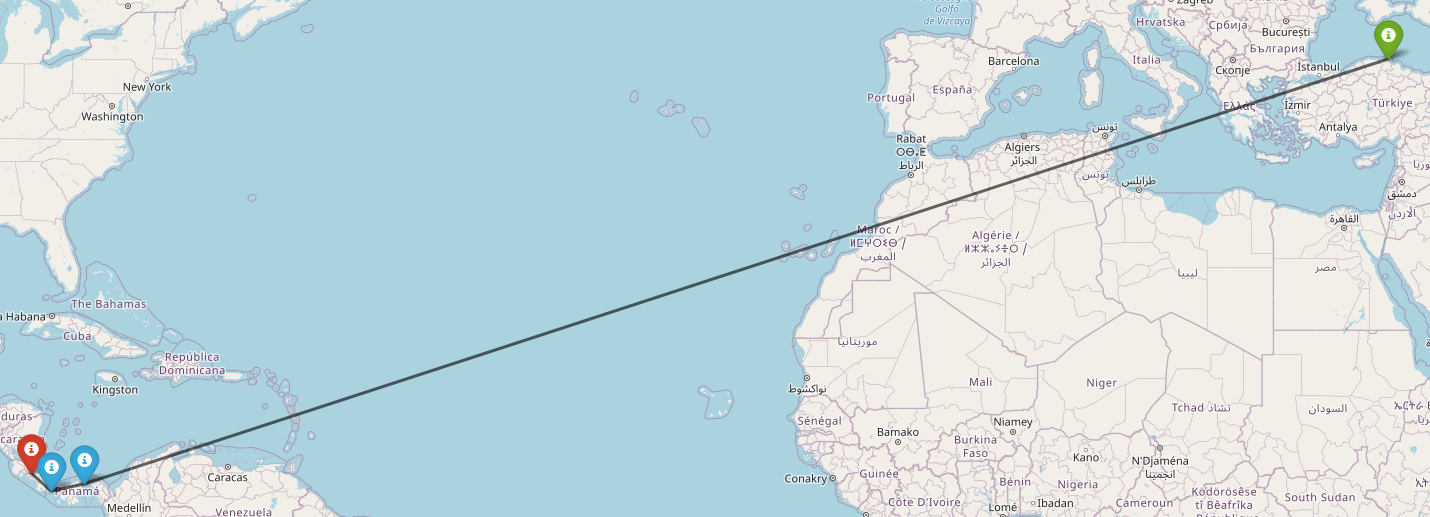 Golfo
de Vizcaya
Zagreb
Hrvatska
Србија
București
България
Italia
Barcelona
Скопје
İstanbul
España
Portugal
New York
Washington
Ελλάς
İzmir
Türkiye
Antalya
تونس
Rabat
ⵔⴱⴰⵟ
الرباط
Algiers
الجزائر
تونس
طرابلس
دمشق
الأردن
القاهرة
Maroc /
ⵍⵎⵖⵔⵉⴱ /
المغرب
Algérie /
ⵍⵣⵣⴰⵢⴻⵔ /
الجزائر
ليبيا
مصر
The Bahamas
La Habana
Cuba
República
Dominicana
Kingston
موريتانيا
Mali
Niger
نواكشوط
Tchad تشاد
السودان
Sénégal
Niamey
Bamako
Burkina
Faso
Kano
N'Djaména
انجمينا
Caracas
Panamá
Medellín
Venezuela
Conakry
Guinée
Bénin
Nigeria
Côte D'Ivoire
Lomé
Ibadan
Cameroun
Ködörösêse
tî Bêafrîka
South Sudan